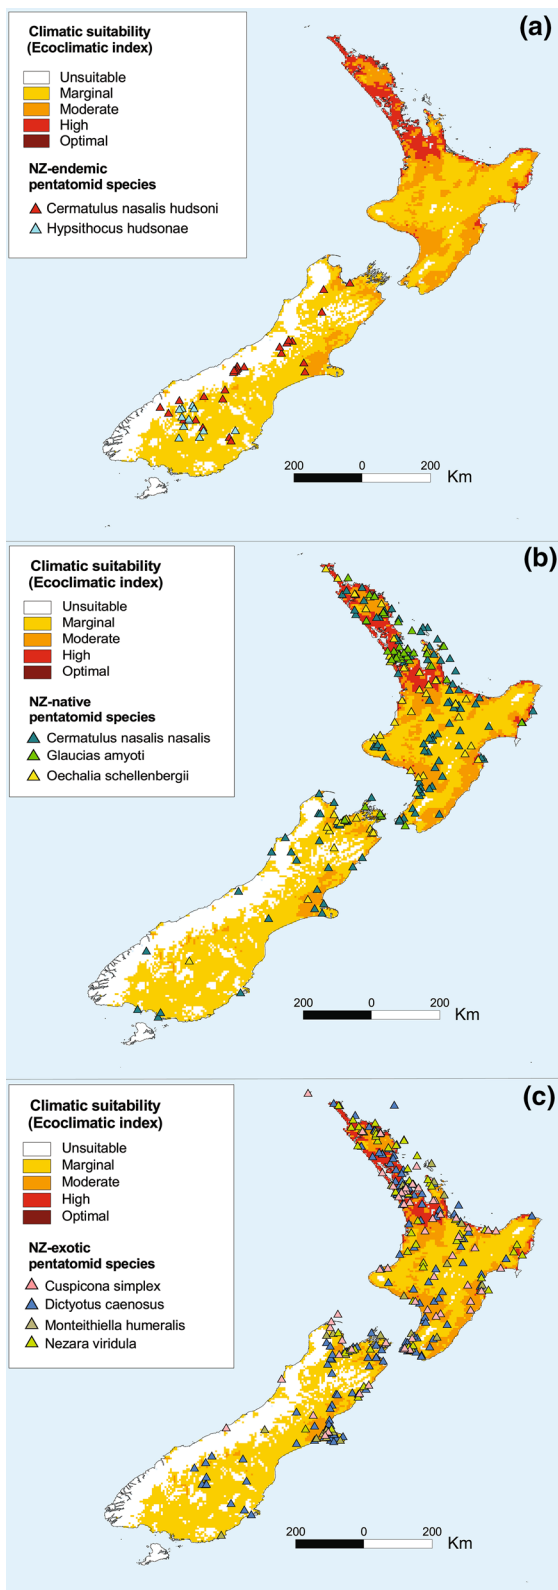 (a)
Climatic suitability
(Ecoclimatic index)
Unsuitable
Marginal
Moderate
High
Optimal
NZ-endemic
pentatomid species
Cermatulus nasalis hudsoni
Hypsithocus hudsonae
200 0 200
Km
(b)
Climatic suitability
(Ecoclimatic index)
Unsuitable
Marginal
Moderate
High
Optimal
NZ-native
pentatomid species
Cermatulus nasalis nasalis
Glaucias amyoti
Oechalia schellenbergii
200 0 200
Km
(c)
Climatic suitability
(Ecoclimatic index)
Unsuitable
Marginal
Moderate
High
Optimal
NZ-exotic
pentatomid species
Cuspicona simplex
Dictyotus caenosus
Monteithiella humeralis
Nezara viridula
200 0 200
Km